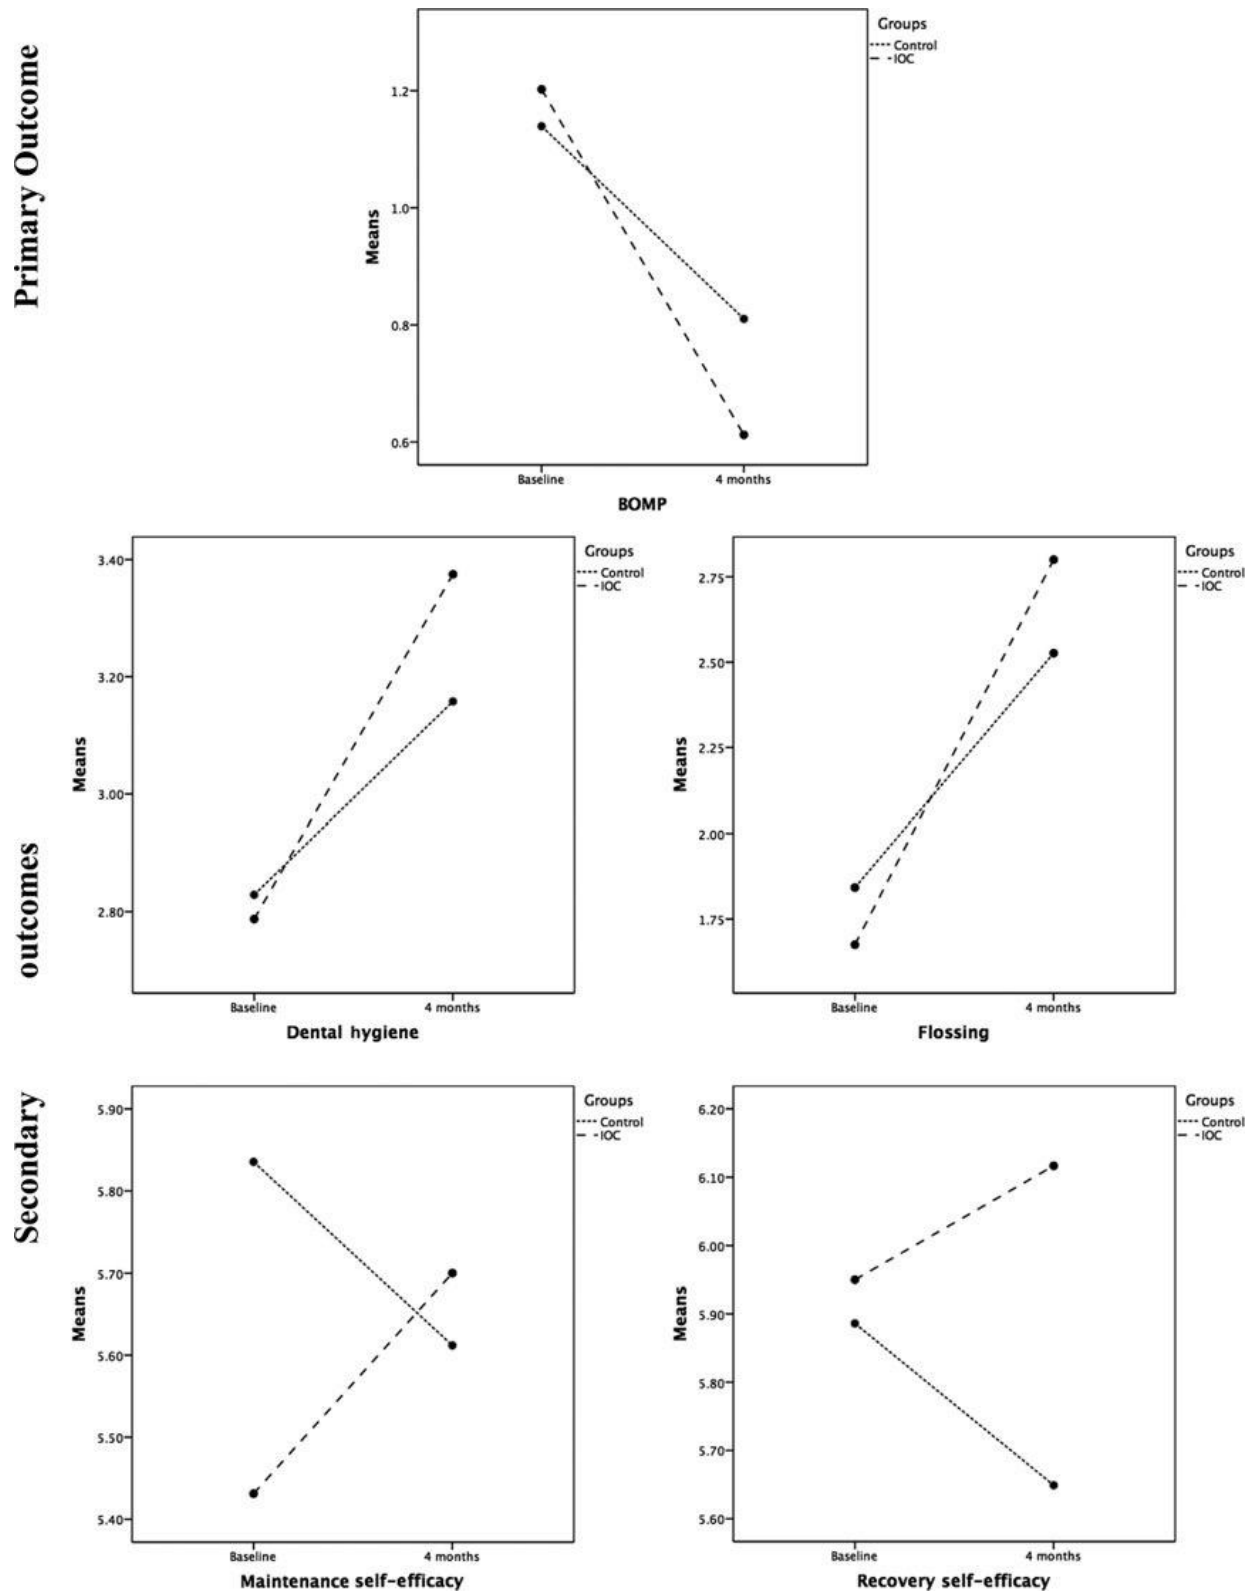 Primary Outcome
Groups
Control
IOC
1.2
1.0
0.8
0.6
Means
Baseline
4 months
BOMP
Secondary outcomes
Groups
Control
IOC
3.40
3.20
3.00
2.80
Means
Baseline
4 months
Dental hygiene
Groups
Control
IOC
2.75
2.50
2.25
2.00
1.75
Means
Baseline
4 months
Flossing
Groups
Control
IOC
5.90
5.80
5.70
5.60
5.50
5.40
Means
Baseline
4 months
Maintenance self-efficacy
Groups
Control
IOC
6.20
6.10
6.00
5.90
5.80
5.70
5.60
Means
Baseline
4 months
Recovery self-efficacy